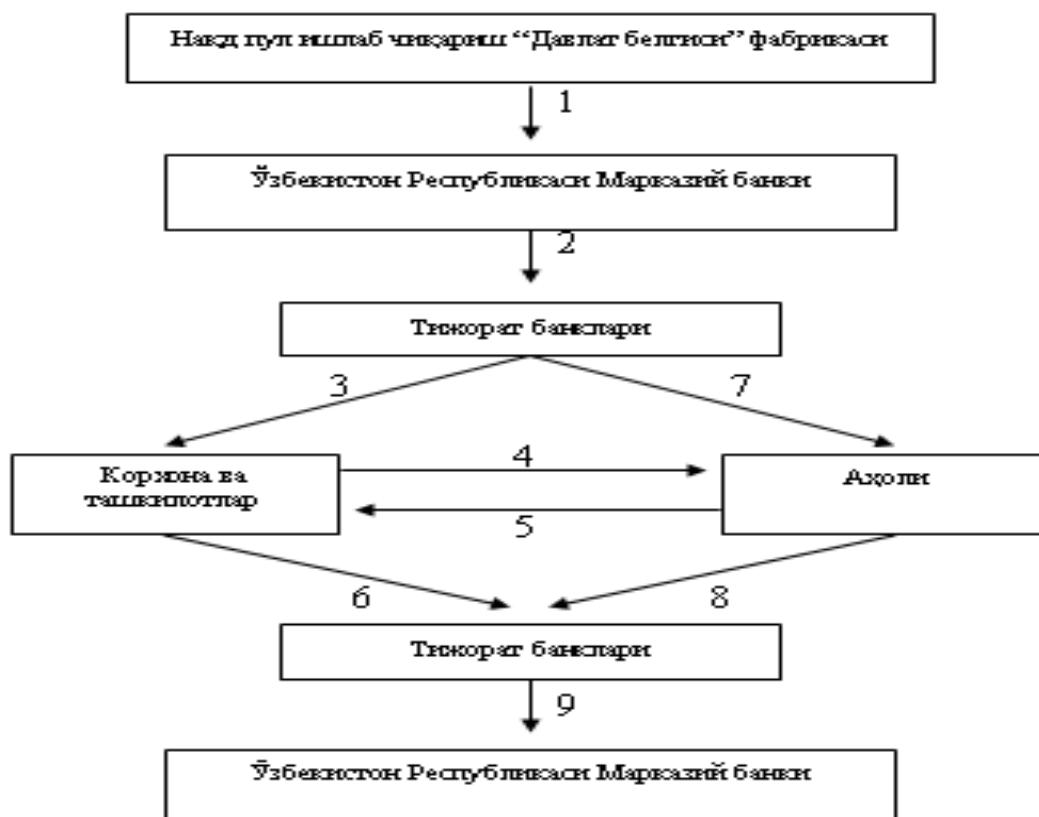 Нақд пул ишлаб чиқариш “Давлат белгиси” фабрикаси
1
Ўзбекистон Республикаси Марказий банки
2
Тижорат банклари
3
7
Корхона ва
ташкилотлар
4
Аҳоли
5
6
8
Тижорат банклари
9
Ўзбекистон Республикаси Марказий банки